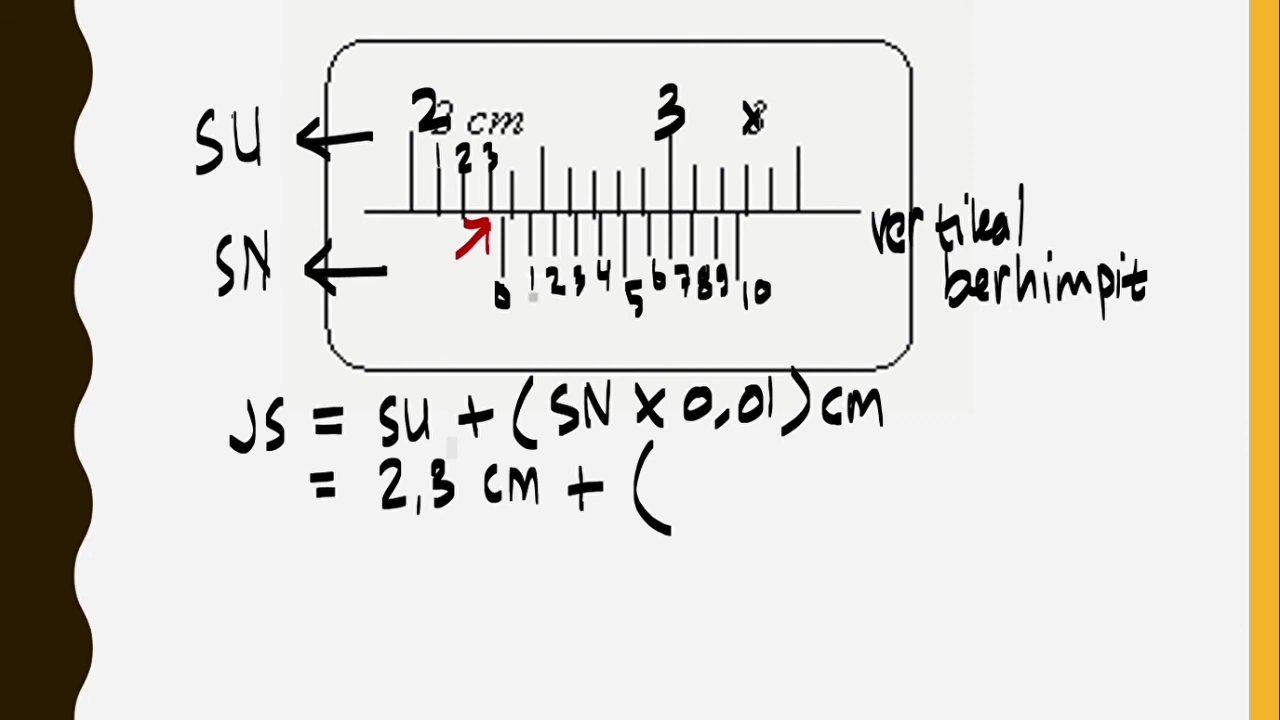 2 cm 3 x
SU 1 2 3
SN
vertikal
berhimpit
0 1 2 3 4 5 6 7 8 9 10
JS = SU + (SN x 0,01) cm
= 2,3 cm + (